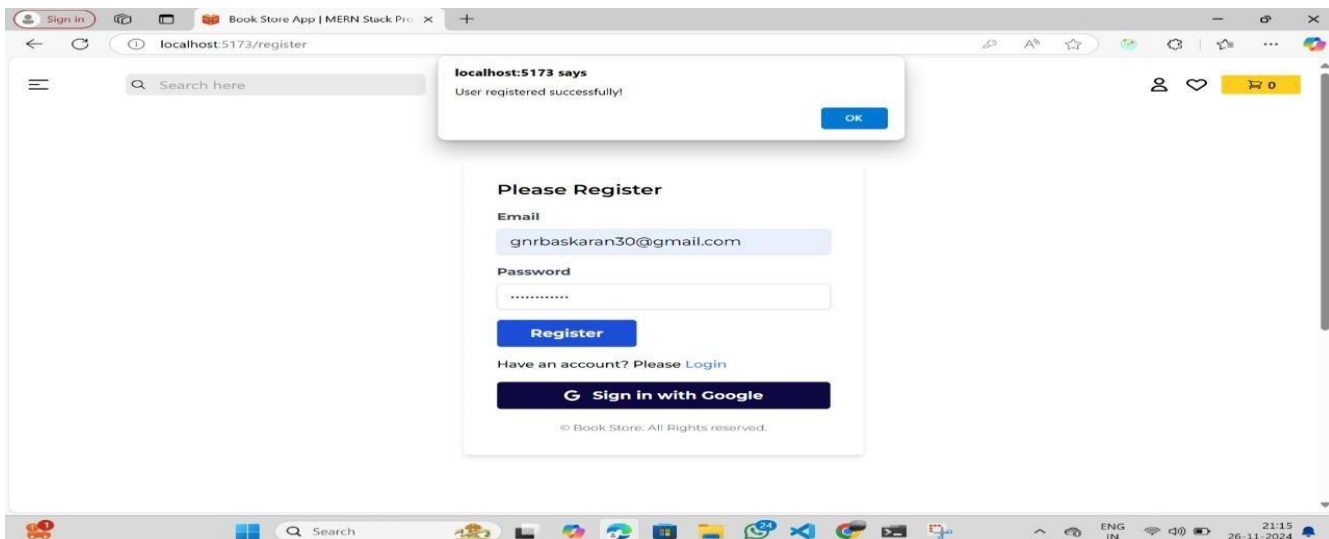 Sign in
Book Store App | MERN Stack Pro
localhost:5173/register
Search here
localhost:5173 says
User registered successfully!
OK
0
Please Register
Email
gnrbaskaran30@gmail.com
Password
............
Register
Have an account? Please Login
G Sign in with Google
© Book Store. All Rights reserved.
1
Search
24
ENG
IN
21:15
26-11-2024